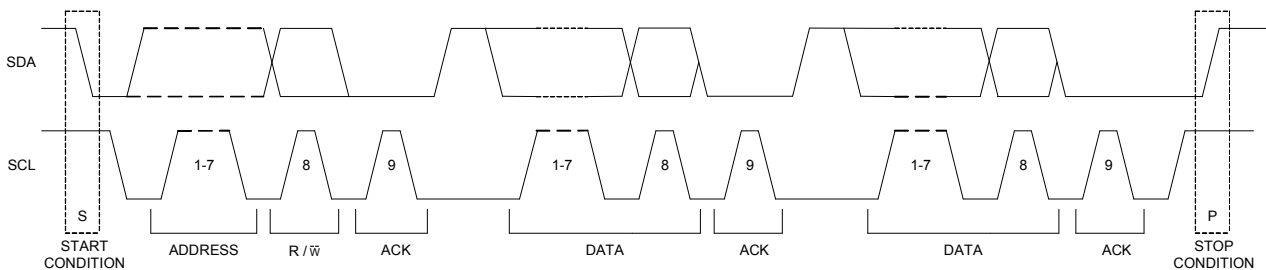 SDA
SCL
1-7
8
9
1-7
8
9
1-7
8
9
S
P
START
CONDITION
ADDRESS
R / W̅
ACK
DATA
ACK
DATA
ACK
STOP
CONDITION